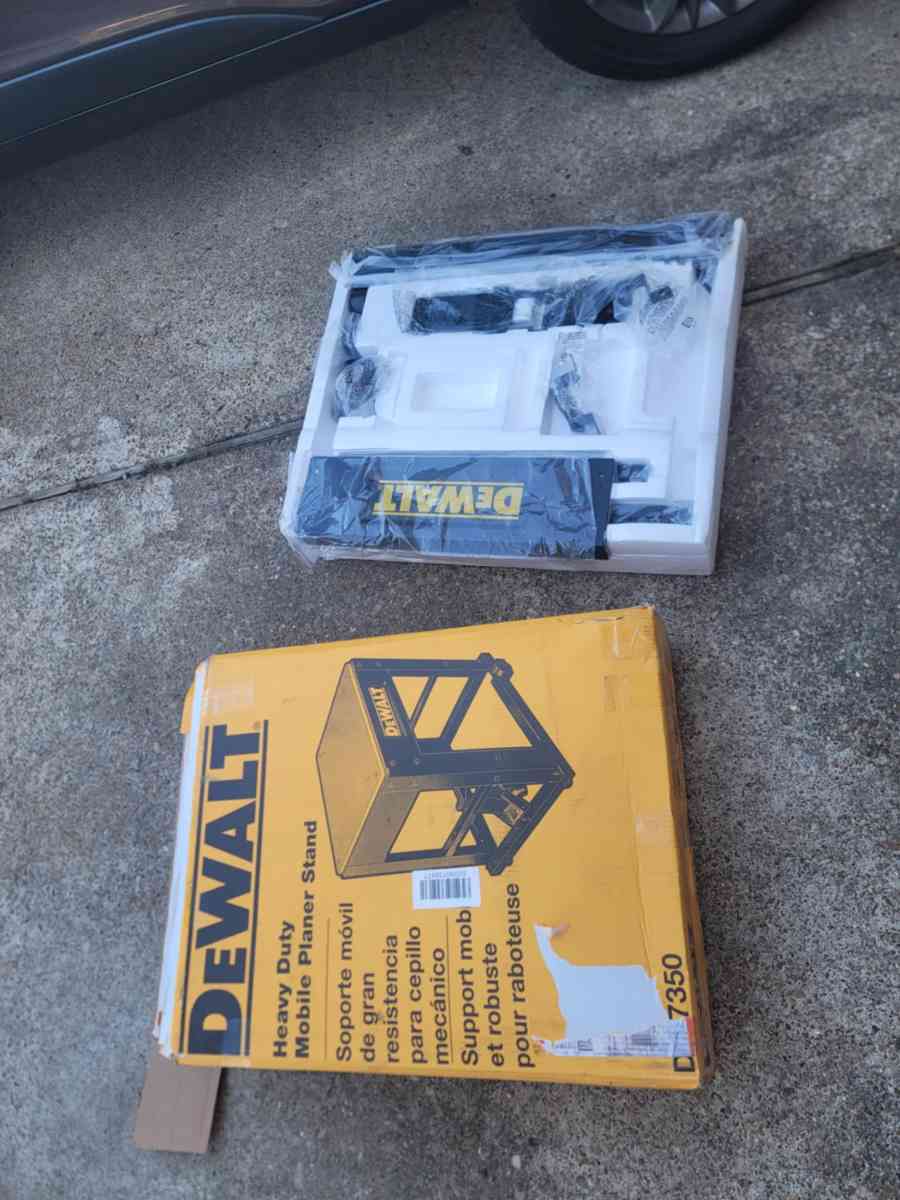 DEWALT
DEWALT
DEWALT
Heavy Duty
Mobile Planer Stand
Soporte móvil
de gran
resistencia
para cepillo
mecánico
Support mob
et robuste
pour raboteuse
D 7350